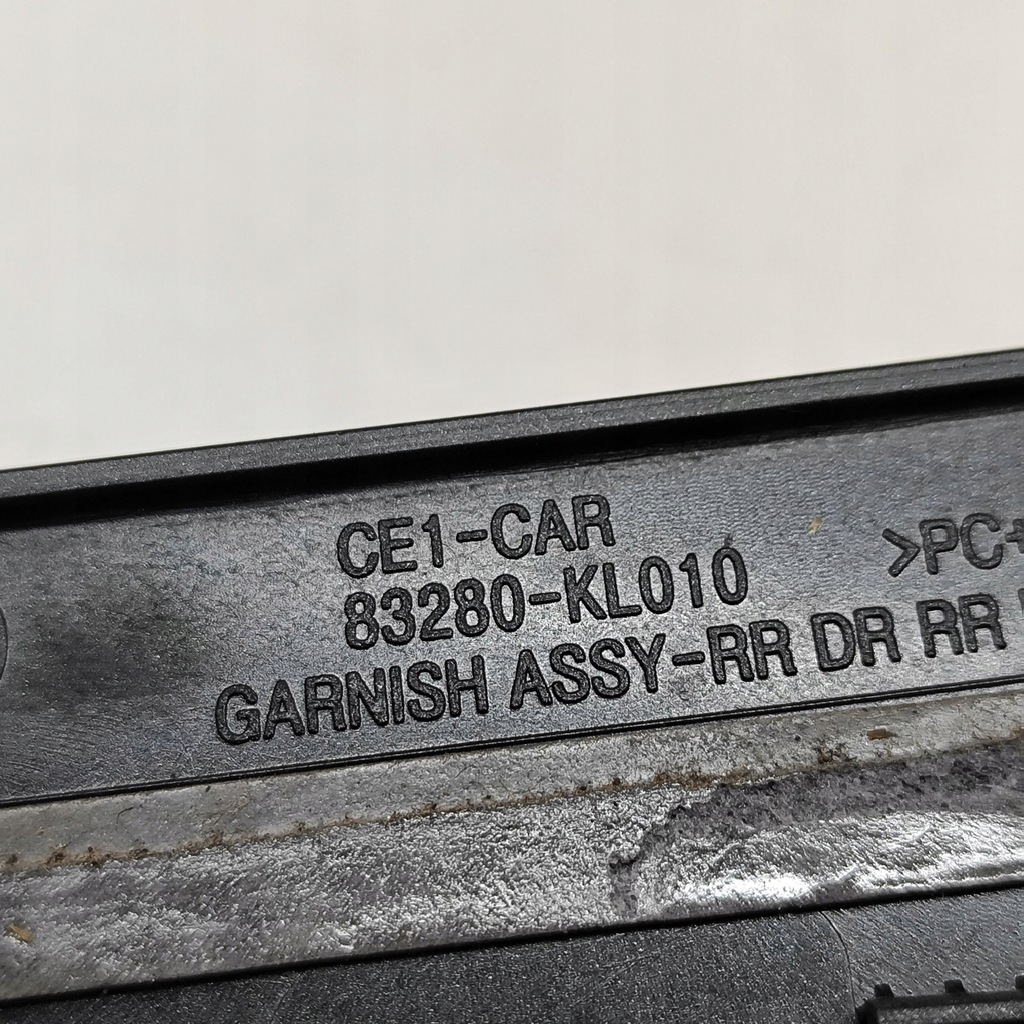 CE1-CAR
83280-KL010
>PC+
GARNISH ASSY-RR DR RR